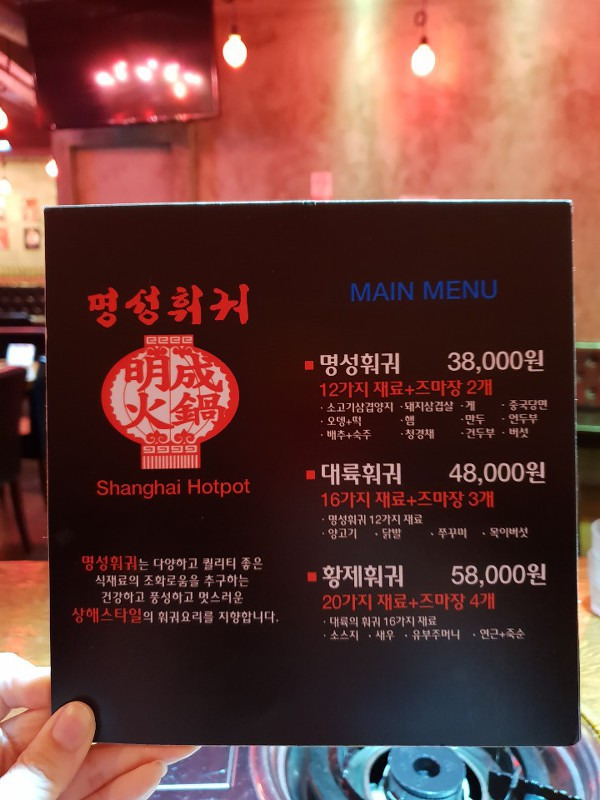 명성훠궈
明成
火鍋
Shanghai Hotpot
명성훠궈는 다양하고 퀄리티 좋은
식재료의 조화로움을 추구하는
건강하고 풍성하고 멋스러운
상해스타일의 훠궈요리를 지향합니다.
MAIN MENU
명성훠궈 38,000원
12가지 재료+즈마장 2개
· 소고기삼겹양지 · 돼지삼겹살 · 게 · 중국당면
· 오뎅+떡 · 햄 · 만두 · 언두부
· 배추+숙주 · 청경채 · 건두부 · 버섯
대륙훠궈 48,000원
16가지 재료+즈마장 3개
· 명성훠궈 12가지 재료
· 양고기 · 닭발 · 쭈꾸미 · 목이버섯
황제훠궈 58,000원
20가지 재료+즈마장 4개
· 대륙의 훠궈 16가지 재료
· 소스지 · 새우 · 유부주머니 · 연근+죽순